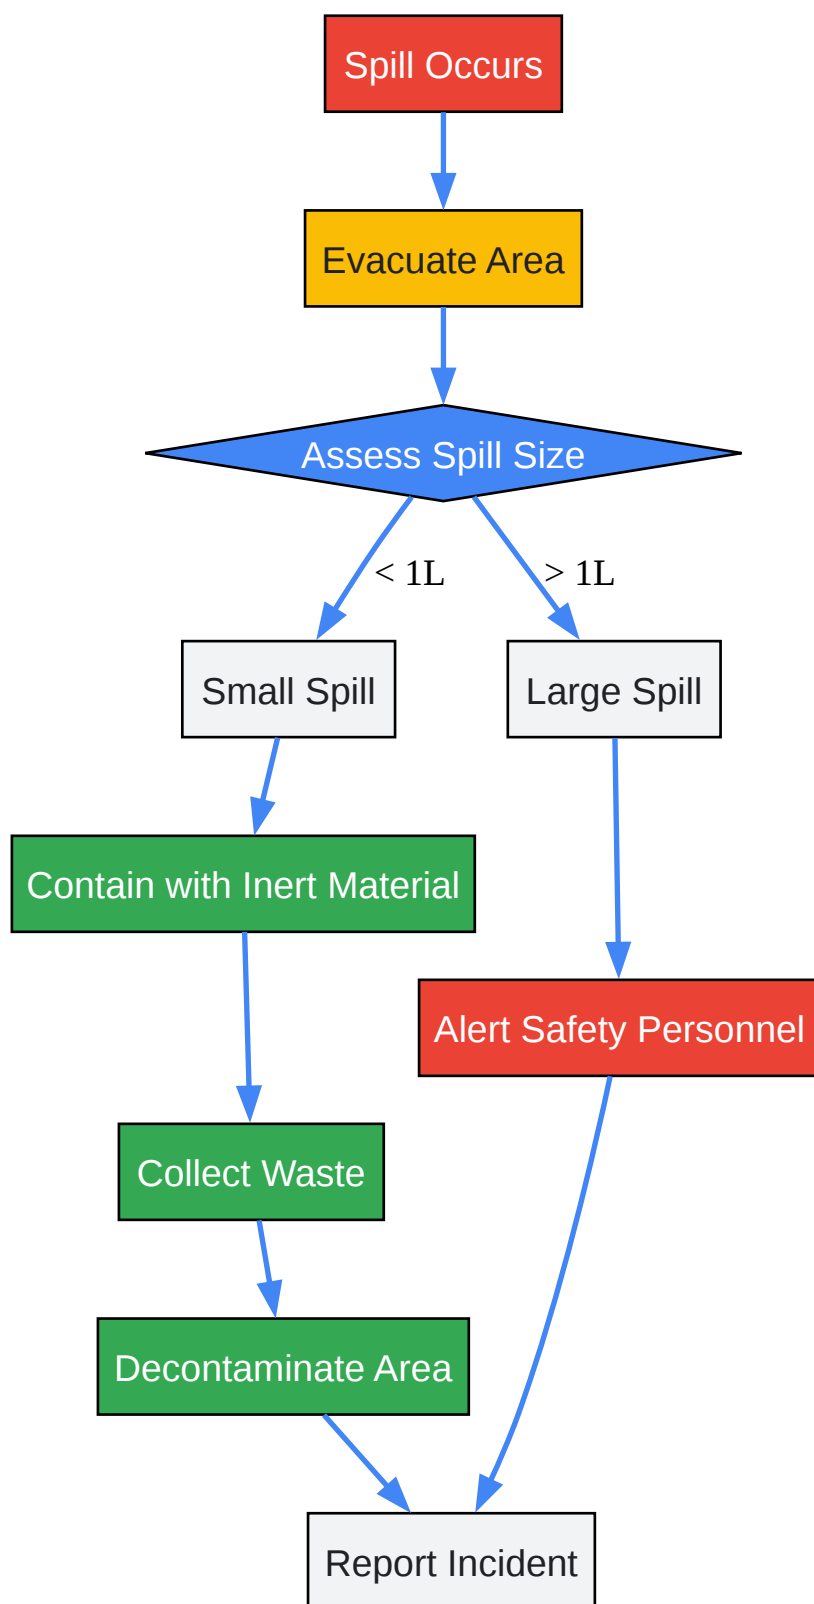 Spill Occurs
Evacuate Area
Assess Spill Size
< 1L
> 1L
Small Spill
Large Spill
Contain with Inert Material
Alert Safety Personnel
Collect Waste
Decontaminate Area
Report Incident